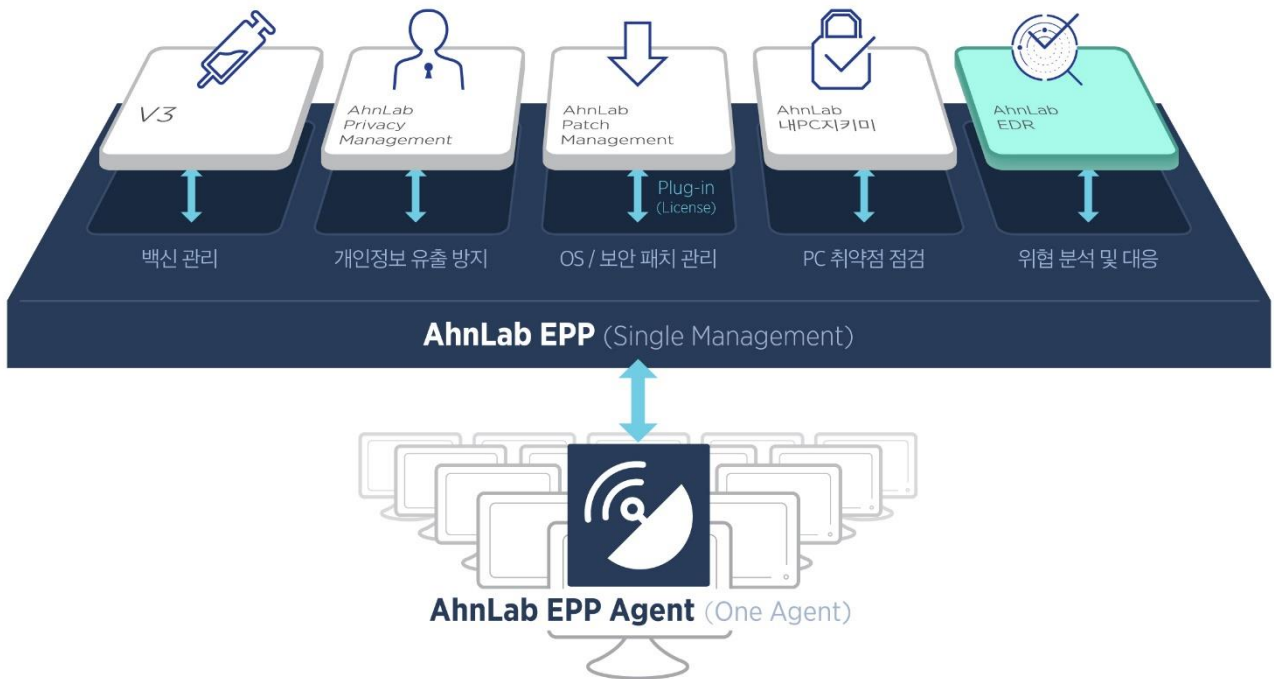 V3
AhnLab
Privacy
Management
AhnLab
Patch
Management
AhnLab
내PC지키미
AhnLab
EDR
Plug-in
(License)
백신 관리
개인정보 유출 방지
OS / 보안 패치 관리
PC 취약점 점검
위협 분석 및 대응
AhnLab EPP (Single Management)
AhnLab EPP Agent (One Agent)